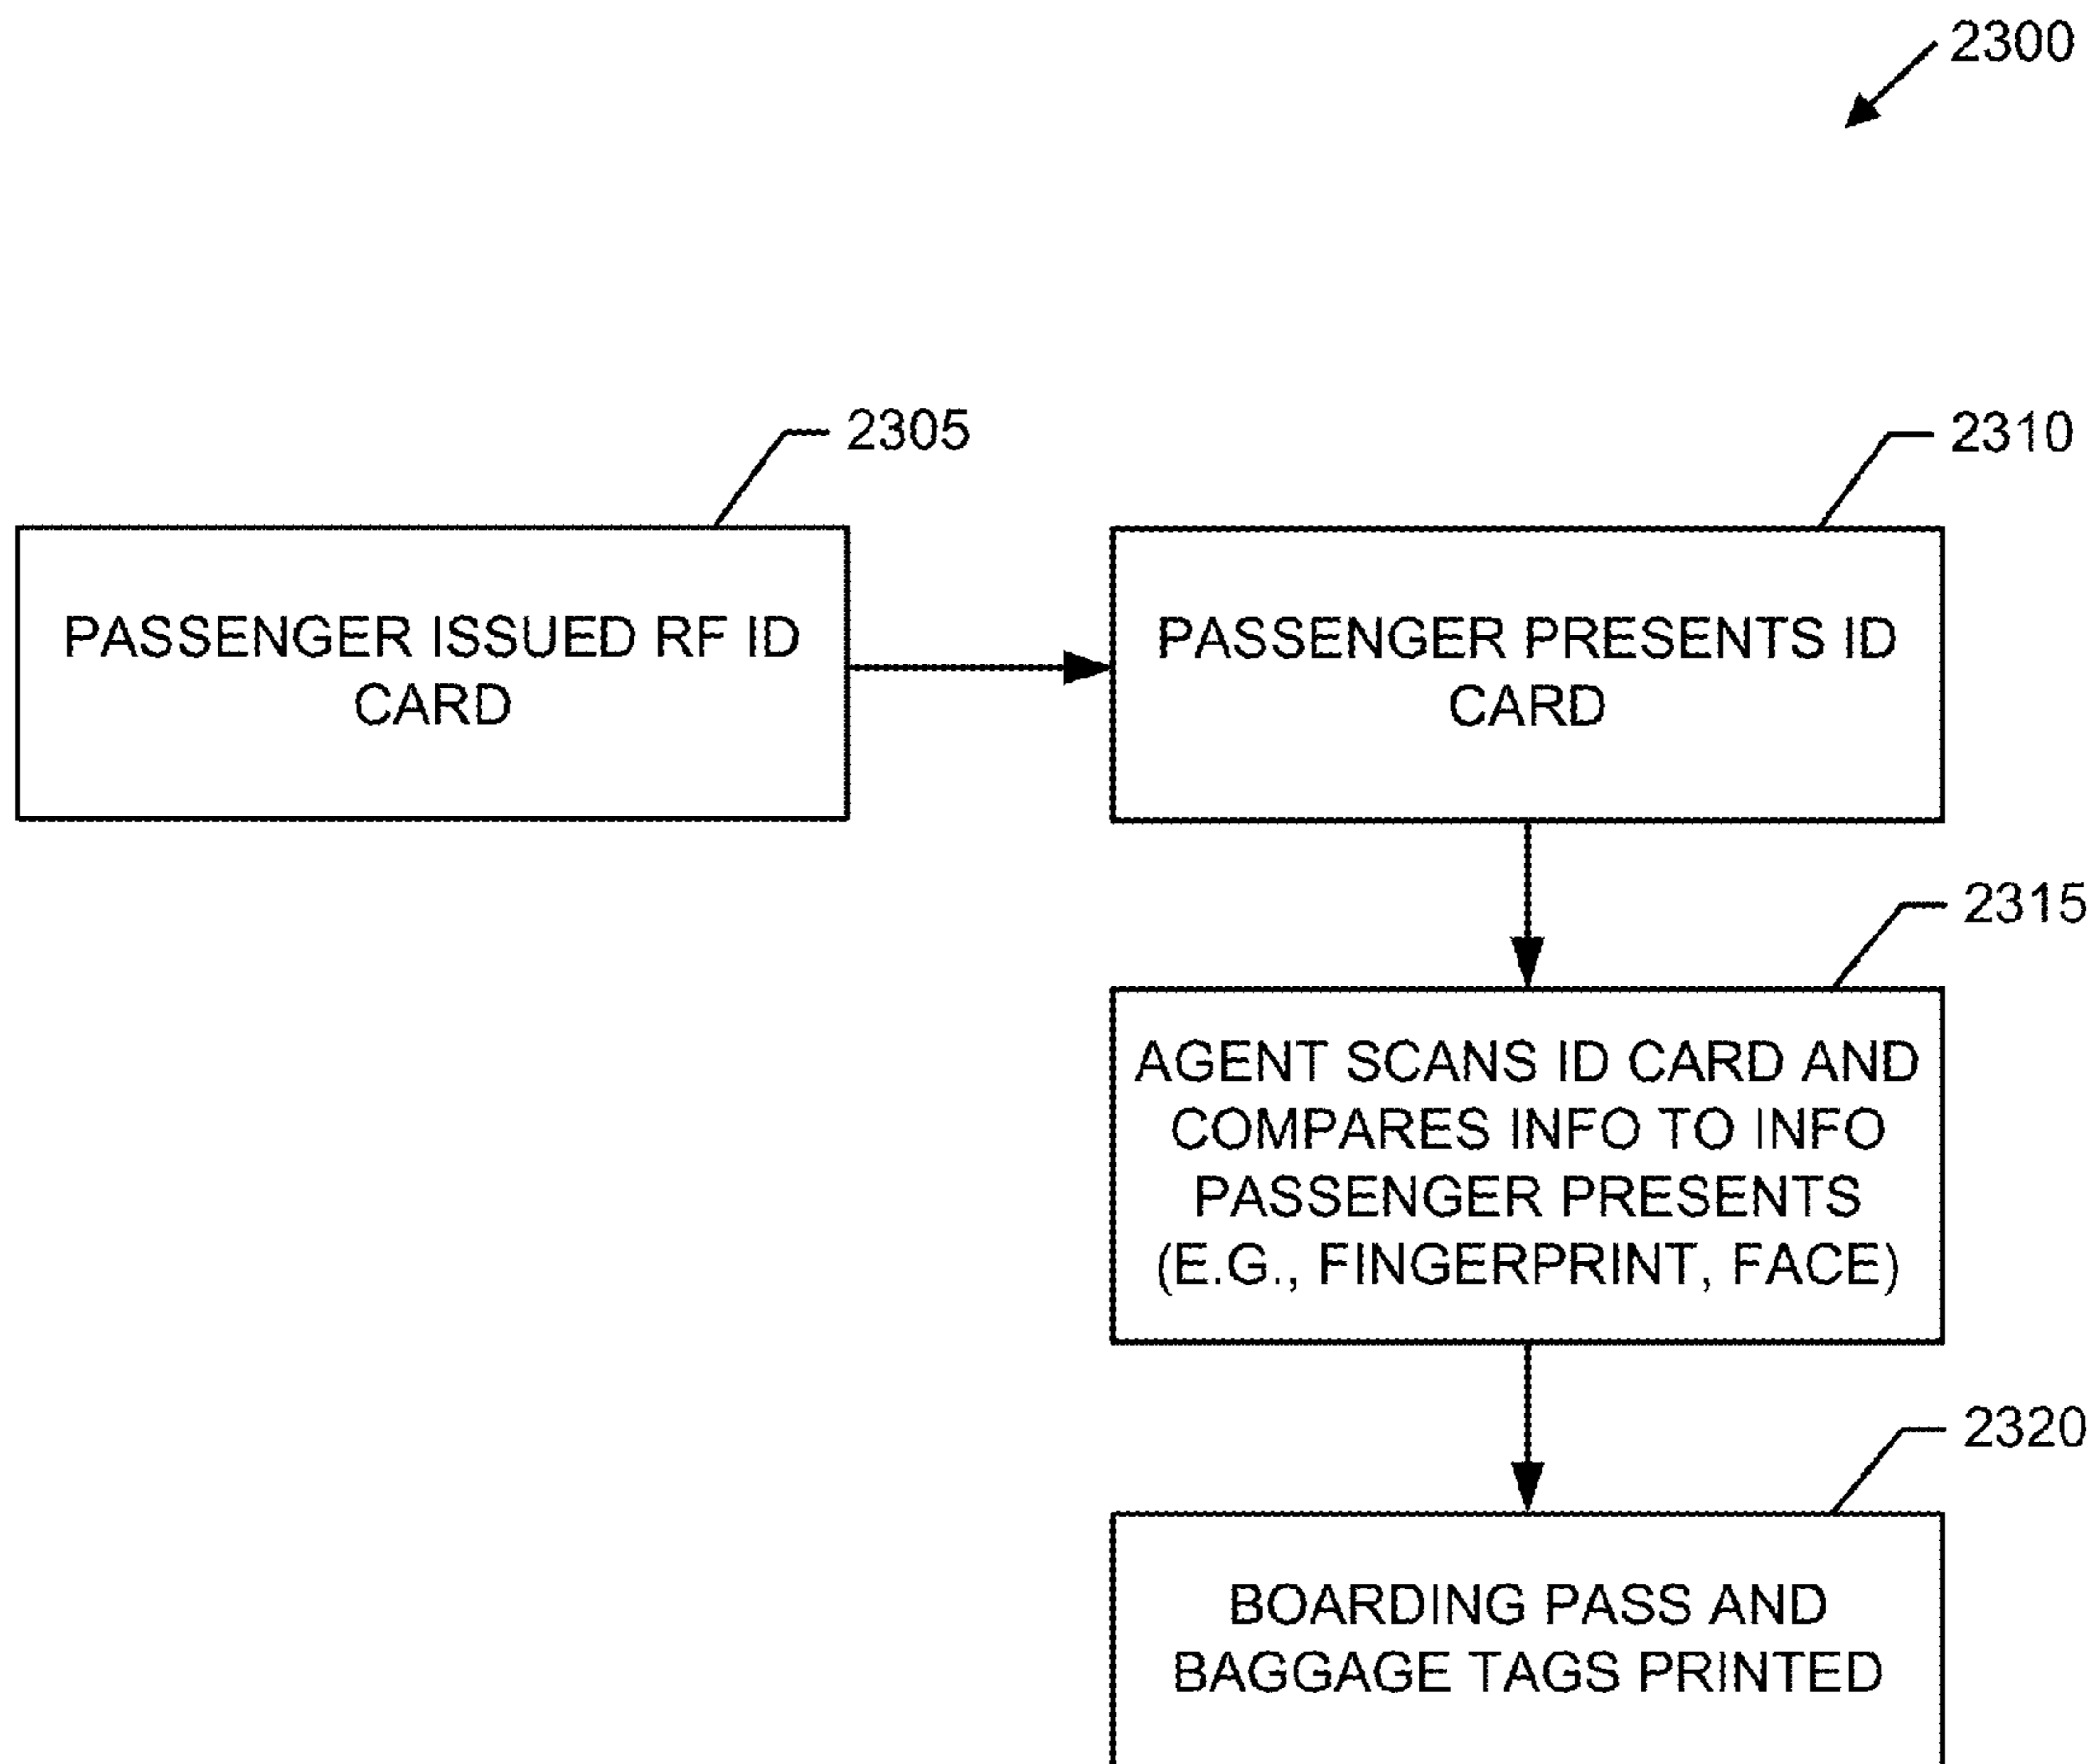 2300
2305
PASSENGER ISSUED RF ID
CARD
2310
PASSENGER PRESENTS ID
CARD
2315
AGENT SCANS ID CARD AND
COMPARES INFO TO INFO
PASSENGER PRESENTS
(E.G., FINGERPRINT, FACE)
2320
BOARDING PASS AND
BAGGAGE TAGS PRINTED